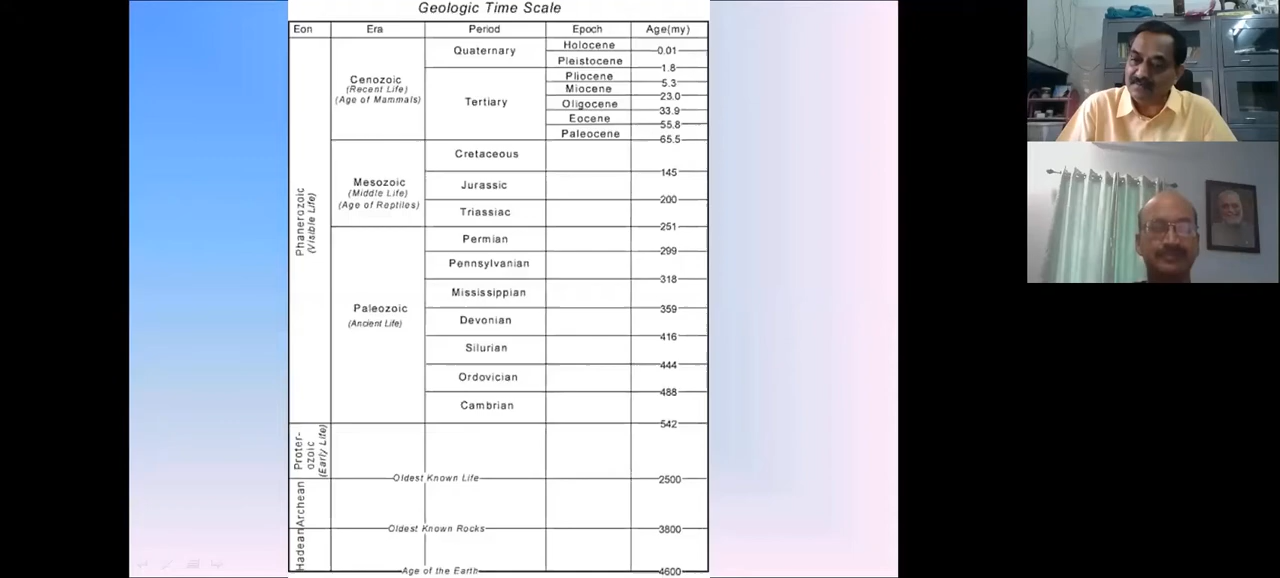 Geologic Time Scale
Eon Era Period Epoch Age(my)
Quaternary
Holocene
0.01
Pleistocene
1.8
Cenozoic
(Recent Life)
(Age of Mammals)
Tertiary
Pliocene
5.3
Miocene
23.0
Oligocene
33.9
Eocene
55.8
Paleocene
65.5
Phanerozoic
(Visible Life)
Mesozoic
(Middle Life)
(Age of Reptiles)
Cretaceous
145
Jurassic
200
Triassic
251
Paleozoic
(Ancient Life)
Permian
299
Pennsylvanian
318
Mississippian
359
Devonian
416
Silurian
444
Ordovician
488
Cambrian
542
Proter-
ozoic
(Early Life)
Oldest Known Life
2500
Archean
Oldest Known Rocks
3800
Hadean
Age of the Earth
4600